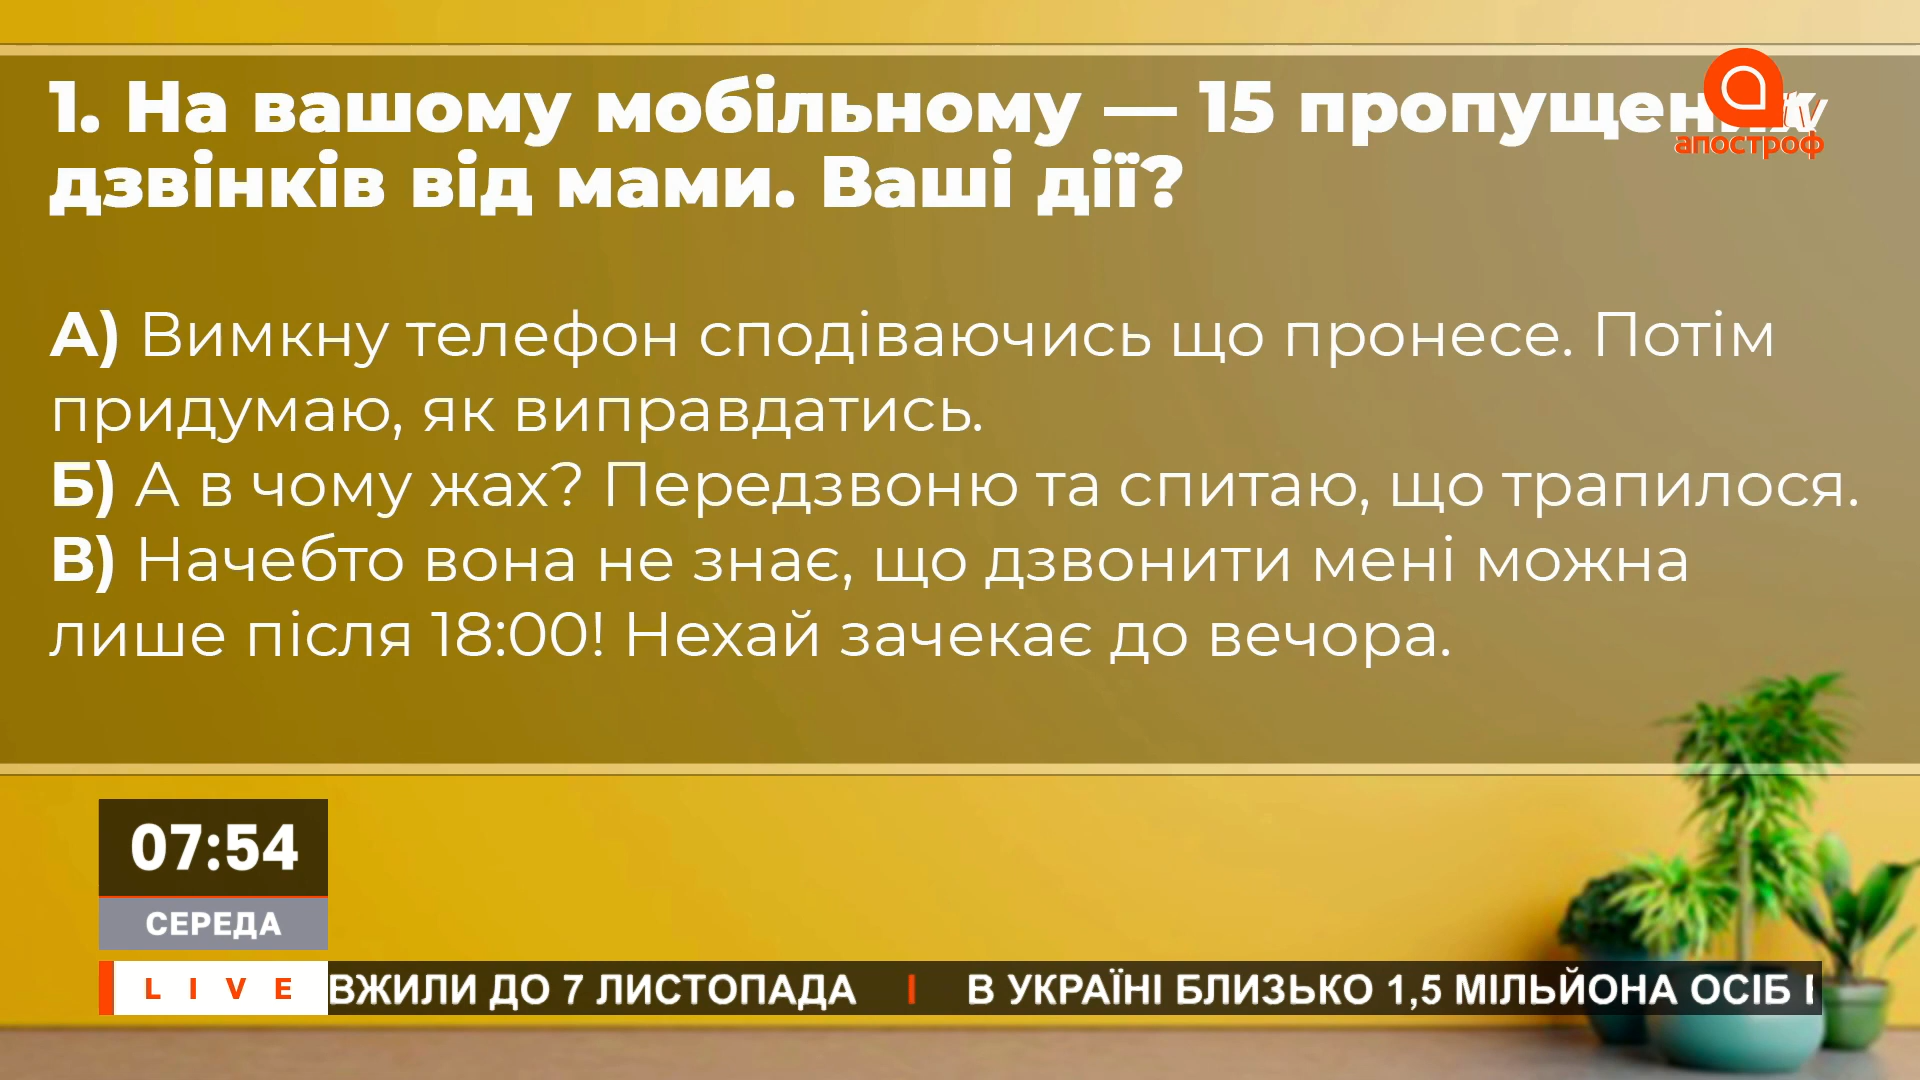 1. На вашому мобільному — 15 пропущених
дзвінків від мами. Ваші дії?
А) Вимкну телефон сподіваючись що пронесе. Потім
придумаю, як виправдатись.
Б) А в чому жах? Передзвоню та спитаю, що трапилося.
В) Начебто вона не знає, що дзвонити мені можна
лише після 18:00! Нехай зачекає до вечора.
tv
апостроф
07:54
СЕРЕДА
LIVE
ВЖИЛИ ДО 7 ЛИСТОПАДА | В УКРАЇНІ БЛИЗЬКО 1,5 МІЛЬЙОНА ОСІБ